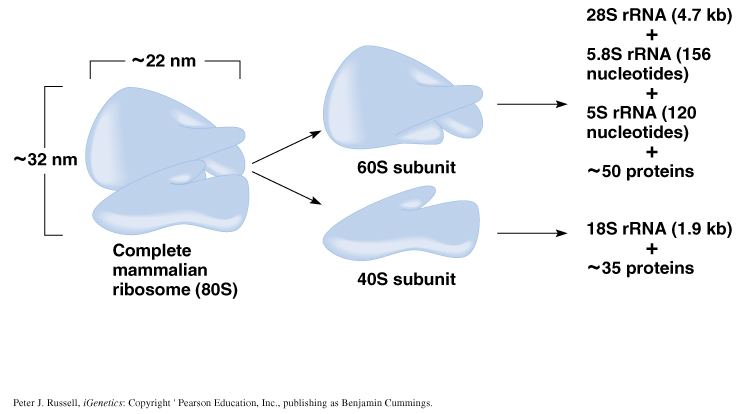 ~22 nm
~32 nm
Complete
mammalian
ribosome (80S)
60S subunit
40S subunit
28S rRNA (4.7 kb)
+
5.8S rRNA (156
nucleotides)
+
5S rRNA (120
nucleotides)
+
~50 proteins
18S rRNA (1.9 kb)
+
~35 proteins
Peter J. Russell, iGenetics: Copyright ' Pearson Education, Inc., publishing as Benjamin Cummings.